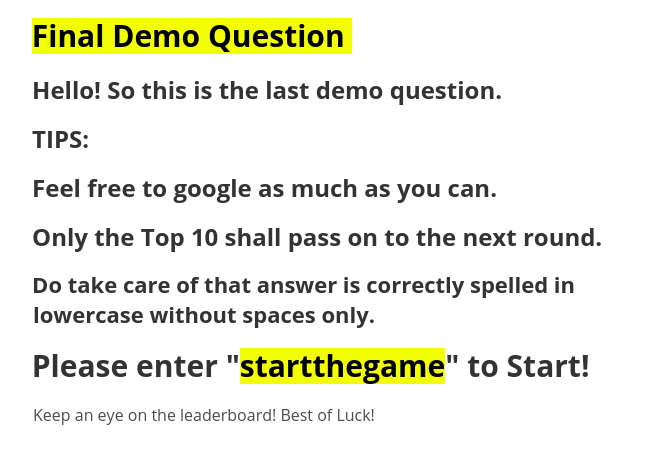 Final Demo Question
Hello! So this is the last demo question.
TIPS:
Feel free to google as much as you can.
Only the Top 10 shall pass on to the next round.
Do take care of that answer is correctly spelled in
lowercase without spaces only.
Please enter "startthegame" to Start!
Keep an eye on the leaderboard! Best of Luck!